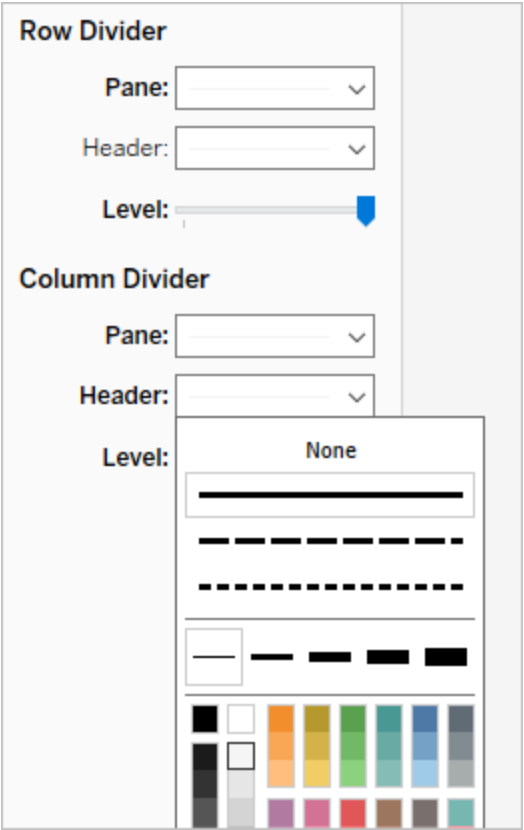 Row Divider
Pane:
Header:
Level:
Column Divider
Pane:
Header:
Level:
None